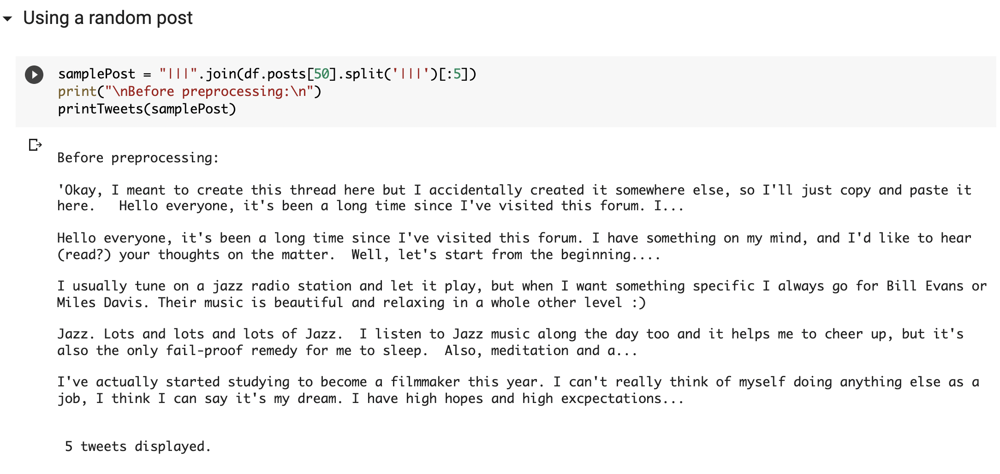 Using a random post
samplePost = "|||".join(df.posts[50].split('|||')[:5])
print("\nBefore preprocessing:\n")
printTweets(samplePost)
Before preprocessing:
'Okay, I meant to create this thread here but I accidentally created it somewhere else, so I'll just copy and paste it
here.   Hello everyone, it's been a long time since I've visited this forum. I...
Hello everyone, it's been a long time since I've visited this forum. I have something on my mind, and I'd like to hear
(read?) your thoughts on the matter.  Well, let's start from the beginning....
I usually tune on a jazz radio station and let it play, but when I want something specific I always go for Bill Evans or
Miles Davis. Their music is beautiful and relaxing in a whole other level :)
Jazz. Lots and lots and lots of Jazz.  I listen to Jazz music along the day too and it helps me to cheer up, but it's
also the only fail-proof remedy for me to sleep.  Also, meditation and a...
I've actually started studying to become a filmmaker this year. I can't really think of myself doing anything else as a
job, I think I can say it's my dream. I have high hopes and high excpectations...
5 tweets displayed.